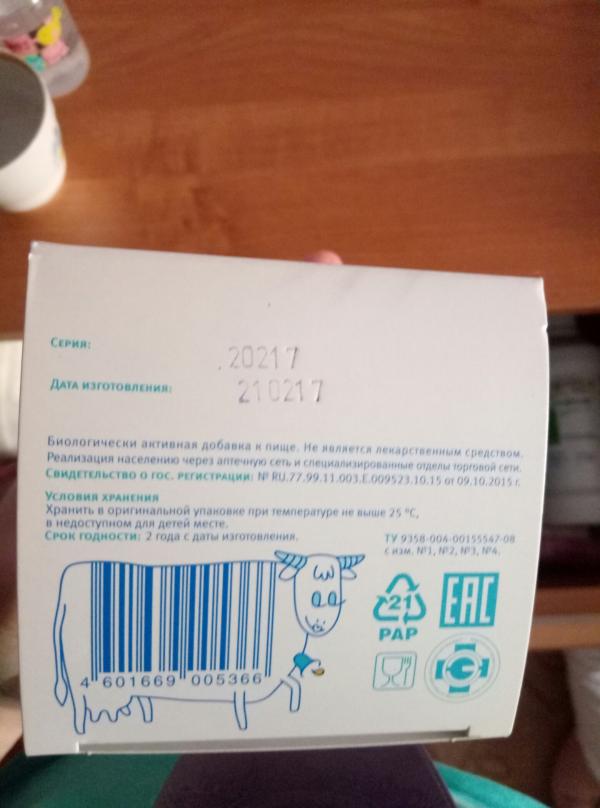 Серия: 20217
Дата изготовления: 210217
Биологически активная добавка к пище. Не является лекарственным средством.
Реализация населению через аптечную сеть и специализированные отделы торговой сети.
Свидетельство о гос. регистрации: № RU.77.99.11.003.Е.009523.10.15 от 09.10.2015 г.
Условия хранения
Хранить в оригинальной упаковке при температуре не выше 25 °С,
в недоступном для детей месте.
Срок годности: 2 года с даты изготовления.
ТУ 9358-004-00155547-08
с изм. №1, №2, №3, №4.
21
PAP
EAC
4 601669 005366